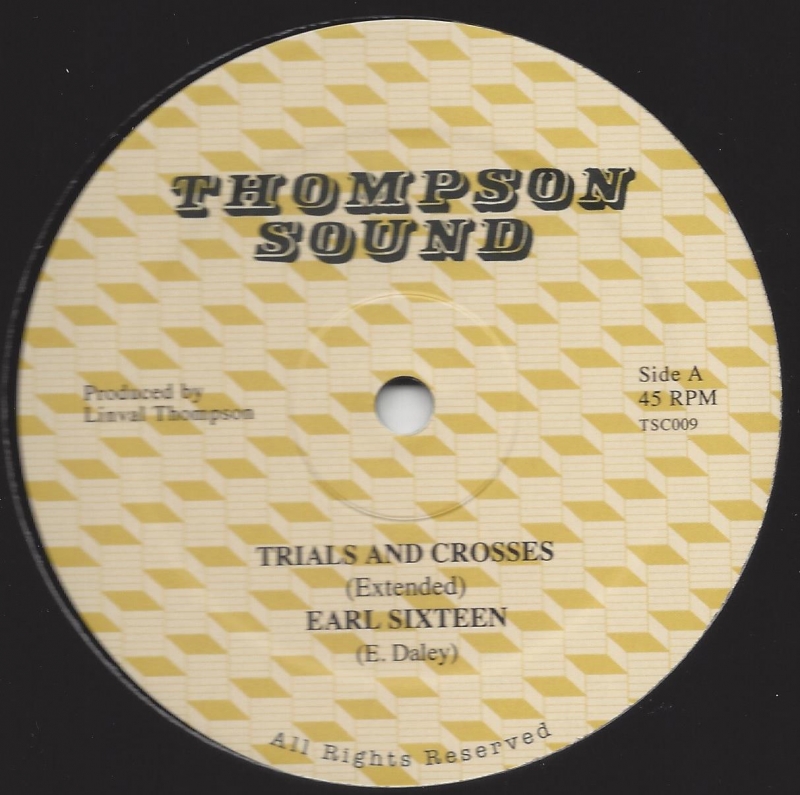 THOMPSON
SOUND
Produced by
Linval Thompson
Side A
45 RPM
TSC009
TRIALS AND CROSSES
(Extended)
EARL SIXTEEN
(E. Daley)
All Rights Reserved